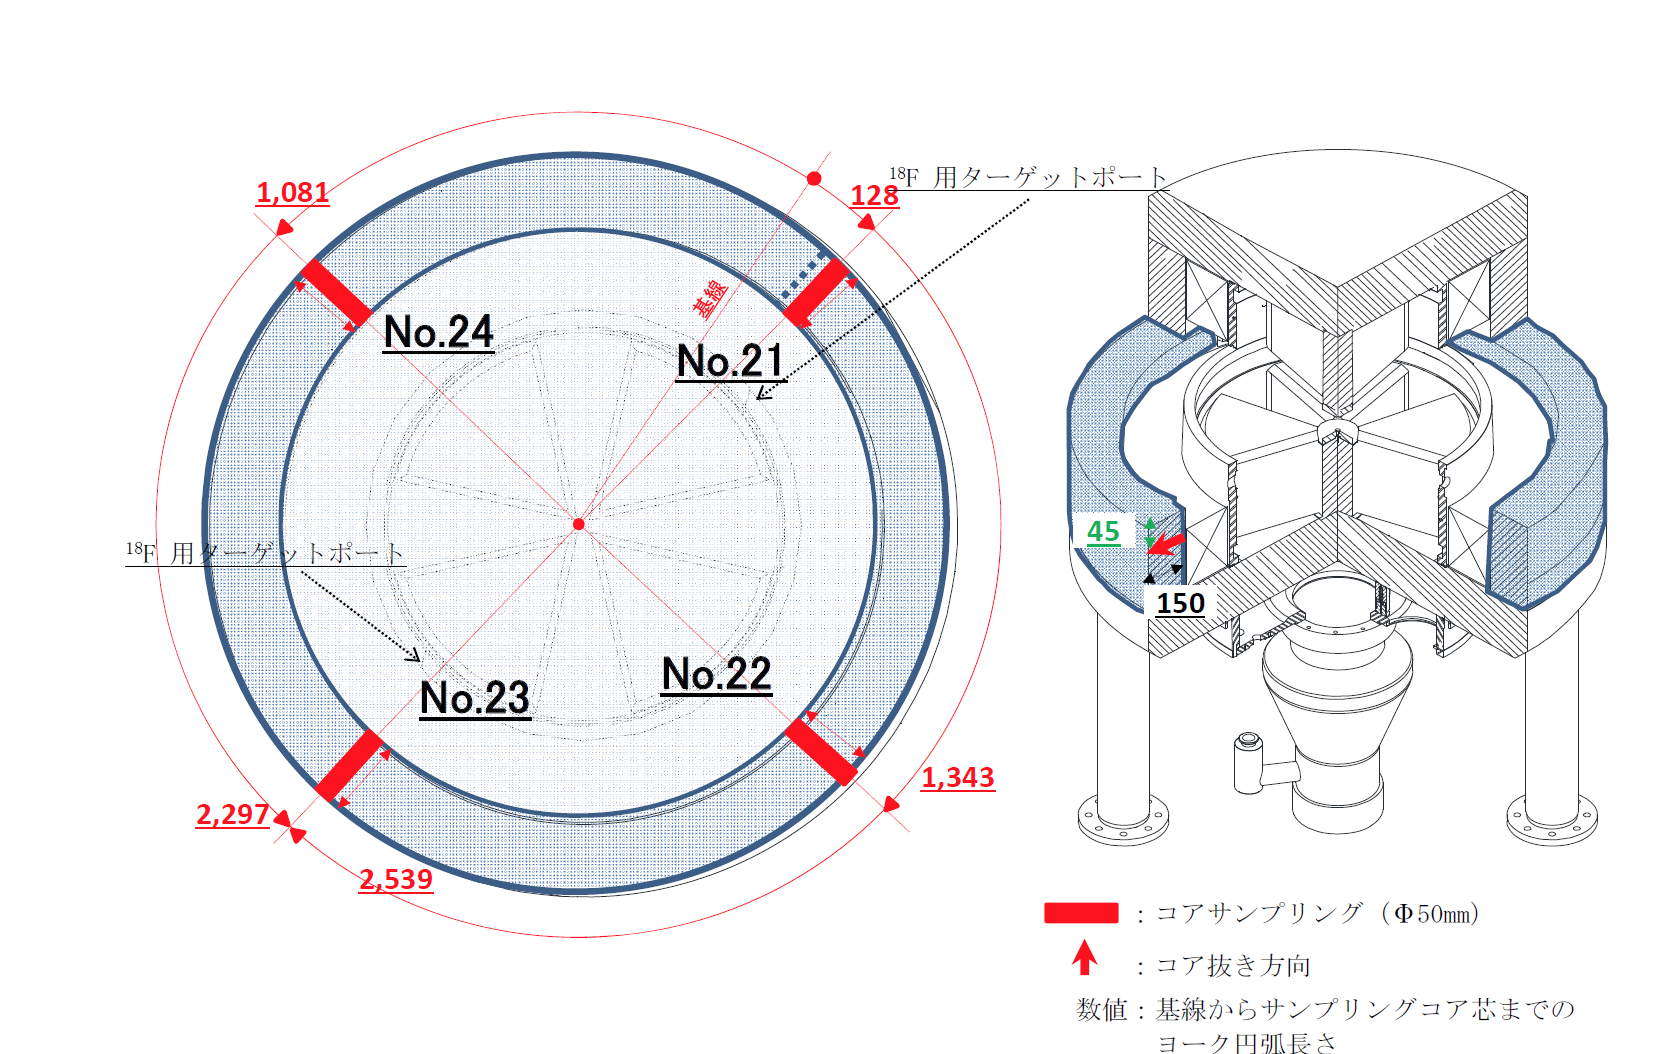 1,081
128
¹⁸F 用ターゲットポート
基線
No.24
No.21
45
¹⁸F 用ターゲットポート
150
No.22
No.23
1,343
2,297
2,539
：コアサンプリング（Φ50mm）
：コア抜き方向
数値：基線からサンプリングコア芯までの
ヨーク円弧長さ